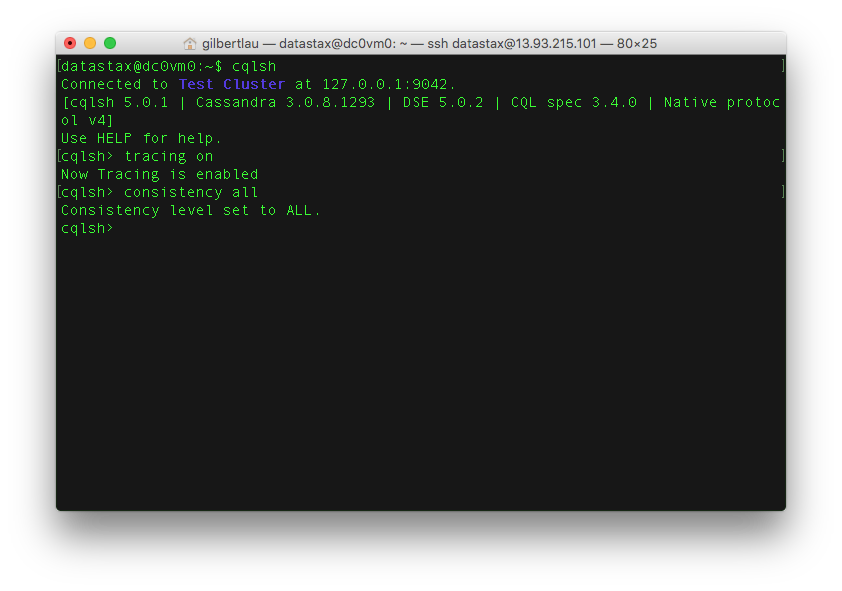 gilbertlau — datastax@dc0vm0: ~ — ssh datastax@13.93.215.101 — 80×25
[datastax@dc0vm0:~$ cqlsh ]
Connected to Test Cluster at 127.0.0.1:9042.
[cqlsh 5.0.1 | Cassandra 3.0.8.1293 | DSE 5.0.2 | CQL spec 3.4.0 | Native protoc
ol v4]
Use HELP for help.
[cqlsh> tracing on ]
Now Tracing is enabled
[cqlsh> consistency all ]
Consistency level set to ALL.
cqlsh>